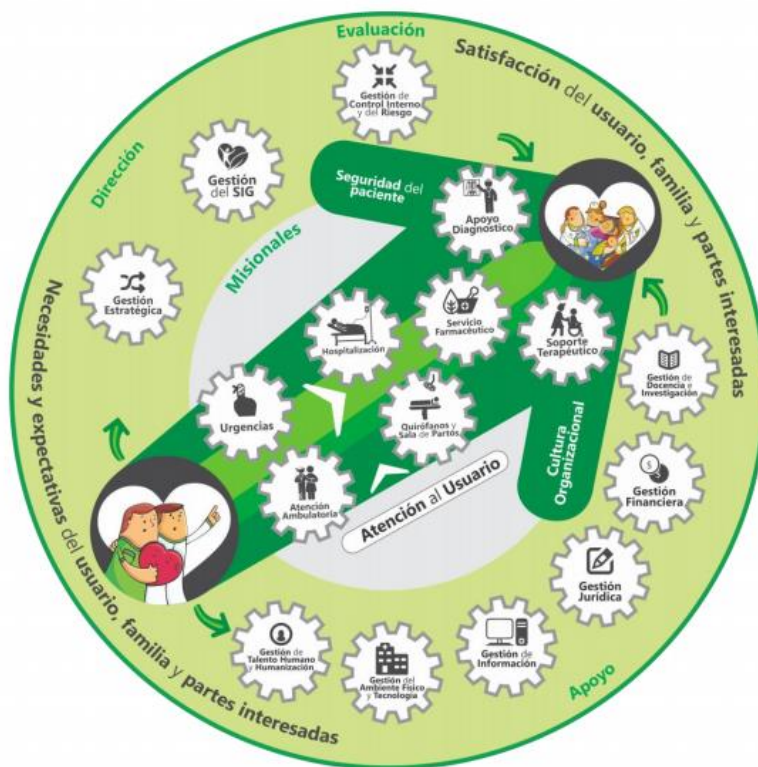 Evaluación
Satisfacción del usuario, familia y partes interesadas
Gestión de
Control Interno
y del Riesgo
Dirección
Gestión
del SIG
Seguridad del
paciente
Apoyo
Diagnóstico
Misionales
Gestión
Estratégica
Necesidades y expectativas del usuario, familia y partes interesadas
Hospitalización
Servicio
Farmacéutico
Soporte
Terapéutico
Gestión de
Docencia e
Investigación
Urgencias
Quirófanos y
Sala de Partos
Cultura
Organizacional
Atención
Ambulatoria
Atención al Usuario
Gestión
Financiera
Gestión
Jurídica
Gestión de
Talento Humano
y Humanización
Gestión del
Ambiente Físico
y Tecnología
Gestión de
Información
Apoyo